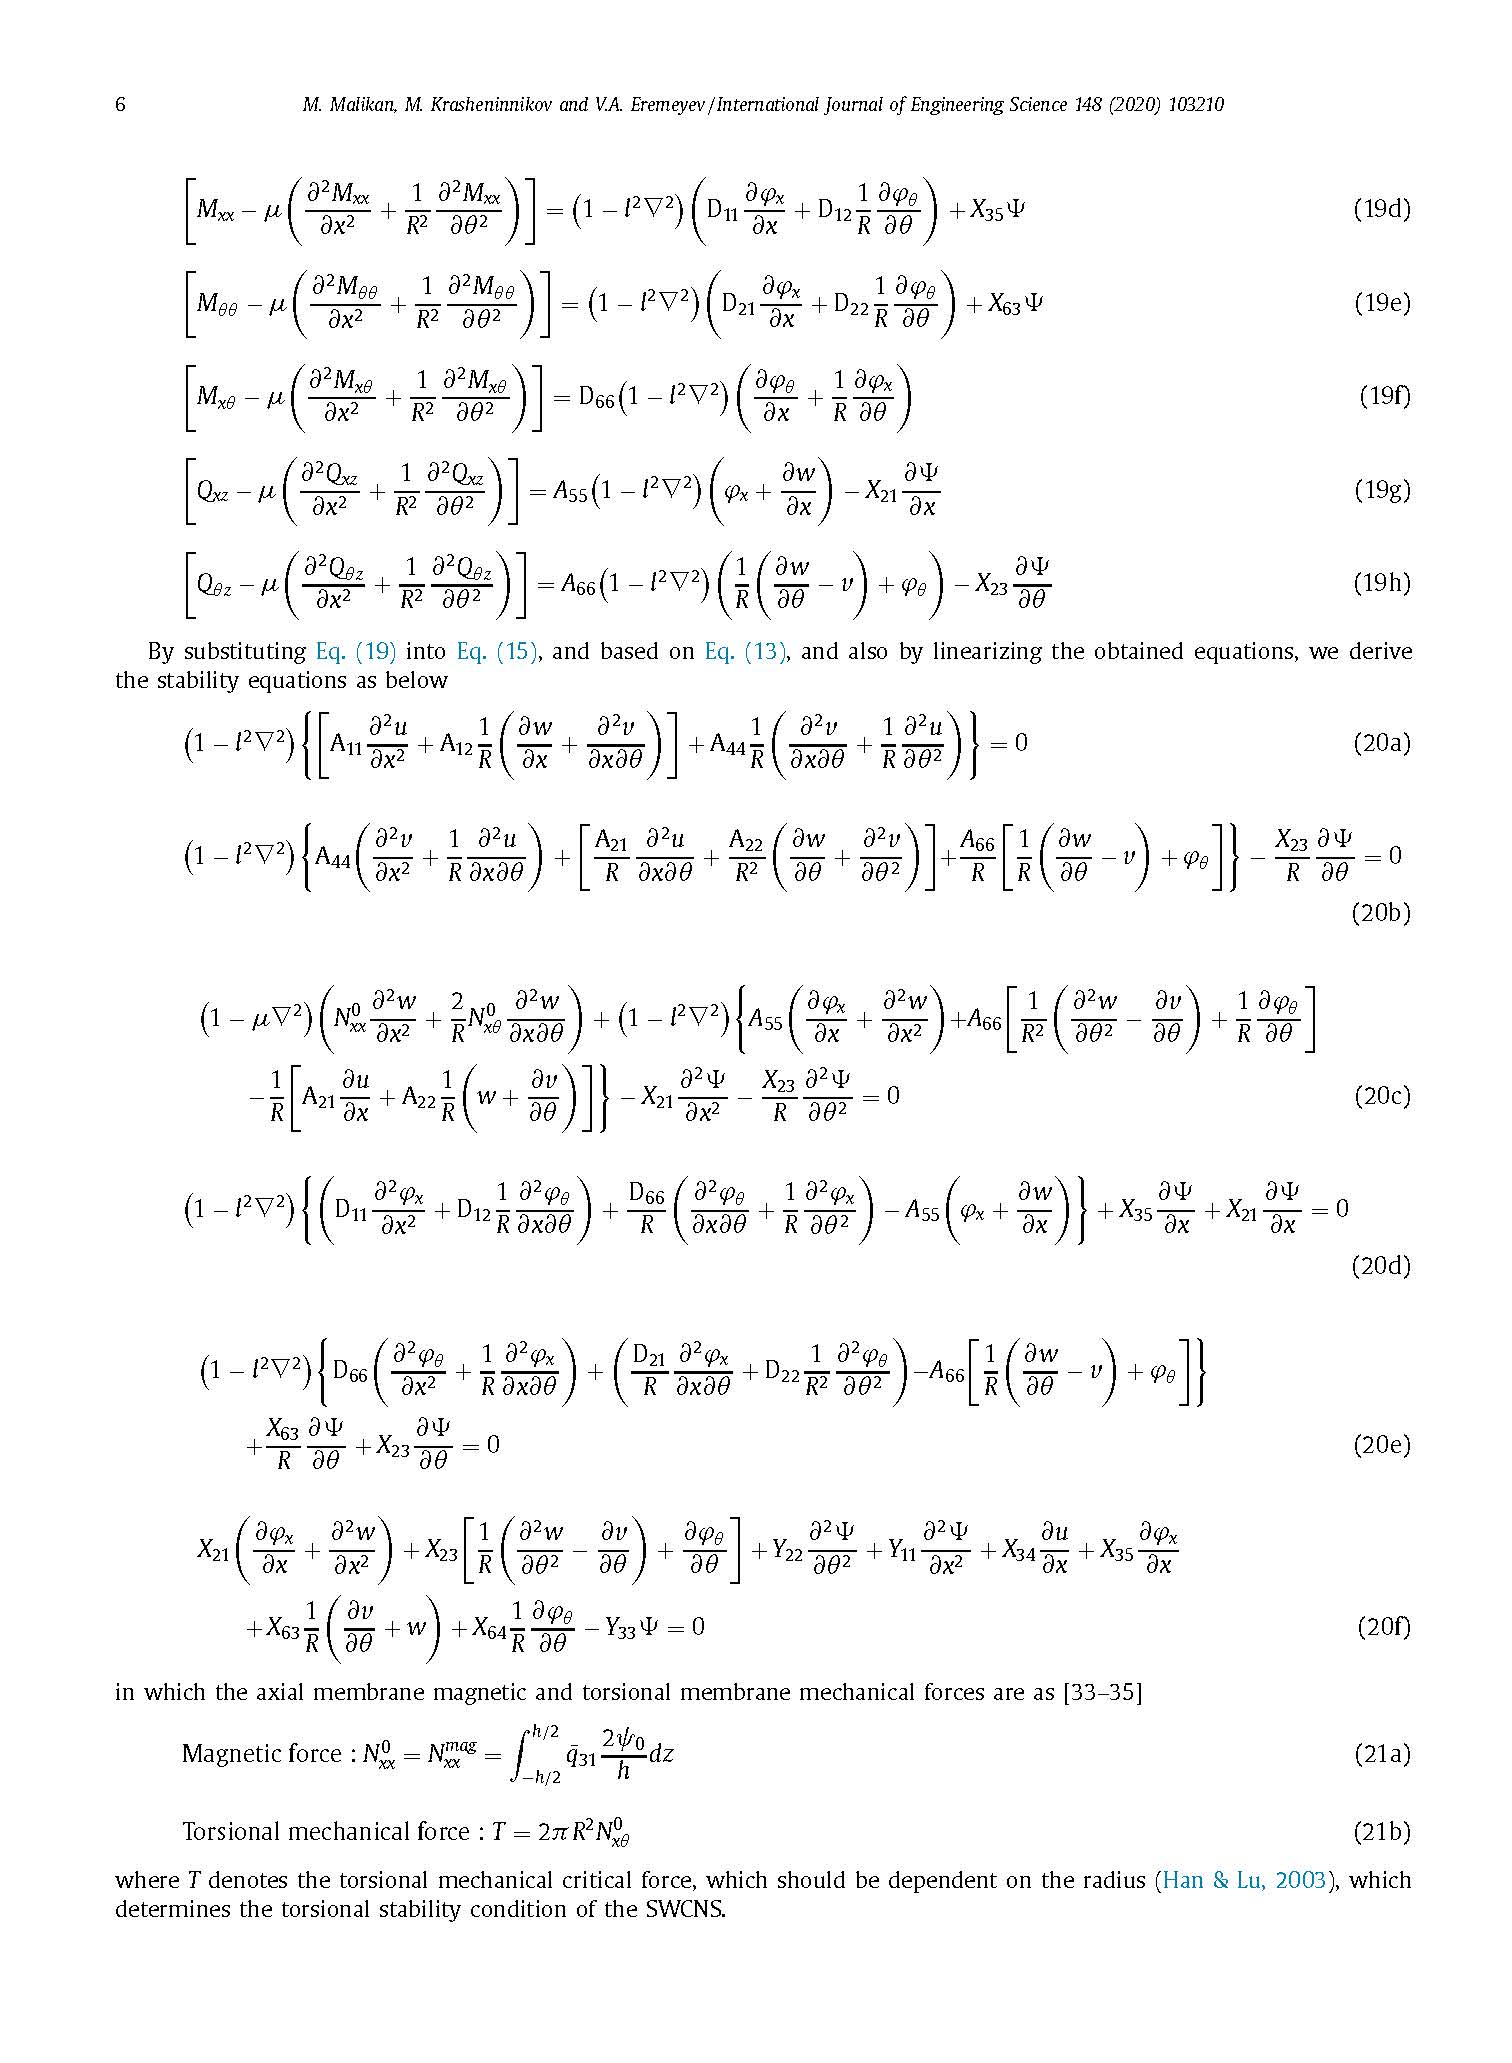 6 M. Malikan, M. Krasheninnikov and V.A. Eremeyev / International Journal of Engineering Science 148 (2020) 103210
$\left[M_{xx} - \mu\left(\frac{\partial^2 M_{xx}}{\partial x^2} + \frac{1}{R^2}\frac{\partial^2 M_{xx}}{\partial\theta^2}\right)\right] = \left(1 - l^2\nabla^2\right)\left(D_{11}\frac{\partial\varphi_x}{\partial x} + D_{12}\frac{1}{R}\frac{\partial\varphi_\theta}{\partial\theta}\right) + X_{35}\Psi$ (19d)
$\left[M_{\theta\theta} - \mu\left(\frac{\partial^2 M_{\theta\theta}}{\partial x^2} + \frac{1}{R^2}\frac{\partial^2 M_{\theta\theta}}{\partial\theta^2}\right)\right] = \left(1 - l^2\nabla^2\right)\left(D_{21}\frac{\partial\varphi_x}{\partial x} + D_{22}\frac{1}{R}\frac{\partial\varphi_\theta}{\partial\theta}\right) + X_{63}\Psi$ (19e)
$\left[M_{x\theta} - \mu\left(\frac{\partial^2 M_{x\theta}}{\partial x^2} + \frac{1}{R^2}\frac{\partial^2 M_{x\theta}}{\partial\theta^2}\right)\right] = D_{66}\left(1 - l^2\nabla^2\right)\left(\frac{\partial\varphi_\theta}{\partial x} + \frac{1}{R}\frac{\partial\varphi_x}{\partial\theta}\right)$ (19f)
$\left[Q_{xz} - \mu\left(\frac{\partial^2 Q_{xz}}{\partial x^2} + \frac{1}{R^2}\frac{\partial^2 Q_{xz}}{\partial\theta^2}\right)\right] = A_{55}\left(1 - l^2\nabla^2\right)\left(\varphi_x + \frac{\partial w}{\partial x}\right) - X_{21}\frac{\partial\Psi}{\partial x}$ (19g)
$\left[Q_{\theta z} - \mu\left(\frac{\partial^2 Q_{\theta z}}{\partial x^2} + \frac{1}{R^2}\frac{\partial^2 Q_{\theta z}}{\partial\theta^2}\right)\right] = A_{66}\left(1 - l^2\nabla^2\right)\left(\frac{1}{R}\left(\frac{\partial w}{\partial\theta} - v\right) + \varphi_\theta\right) - X_{23}\frac{\partial\Psi}{\partial\theta}$ (19h)
By substituting Eq. (19) into Eq. (15), and based on Eq. (13), and also by linearizing the obtained equations, we derive
the stability equations as below
$\left(1 - l^2\nabla^2\right)\left\{\left[A_{11}\frac{\partial^2 u}{\partial x^2} + A_{12}\frac{1}{R}\left(\frac{\partial w}{\partial x} + \frac{\partial^2 v}{\partial x\partial\theta}\right)\right] + A_{44}\frac{1}{R}\left(\frac{\partial^2 v}{\partial x\partial\theta} + \frac{1}{R}\frac{\partial^2 u}{\partial\theta^2}\right)\right\} = 0$ (20a)
$\left(1 - l^2\nabla^2\right)\left\{A_{44}\left(\frac{\partial^2 v}{\partial x^2} + \frac{1}{R}\frac{\partial^2 u}{\partial x\partial\theta}\right) + \left[\frac{A_{21}}{R}\frac{\partial^2 u}{\partial x\partial\theta} + \frac{A_{22}}{R^2}\left(\frac{\partial w}{\partial\theta} + \frac{\partial^2 v}{\partial\theta^2}\right)\right] + \frac{A_{66}}{R}\left[\frac{1}{R}\left(\frac{\partial w}{\partial\theta} - v\right) + \varphi_\theta\right]\right\} - \frac{X_{23}}{R}\frac{\partial\Psi}{\partial\theta} = 0$
(20b)
$\left(1 - \mu\nabla^2\right)\left(N_{xx}^0\frac{\partial^2 w}{\partial x^2} + \frac{2}{R}N_{x\theta}^0\frac{\partial^2 w}{\partial x\partial\theta}\right) + \left(1 - l^2\nabla^2\right)\left\{A_{55}\left(\frac{\partial\varphi_x}{\partial x} + \frac{\partial^2 w}{\partial x^2}\right) + A_{66}\left[\frac{1}{R^2}\left(\frac{\partial^2 w}{\partial\theta^2} - \frac{\partial v}{\partial\theta}\right) + \frac{1}{R}\frac{\partial\varphi_\theta}{\partial\theta}\right]\right.$
$\left.-\frac{1}{R}\left[A_{21}\frac{\partial u}{\partial x} + A_{22}\frac{1}{R}\left(w + \frac{\partial v}{\partial\theta}\right)\right]\right\} - X_{21}\frac{\partial^2\Psi}{\partial x^2} - \frac{X_{23}}{R}\frac{\partial^2\Psi}{\partial\theta^2} = 0$ (20c)
$\left(1 - l^2\nabla^2\right)\left\{\left(D_{11}\frac{\partial^2\varphi_x}{\partial x^2} + D_{12}\frac{1}{R}\frac{\partial^2\varphi_\theta}{\partial x\partial\theta}\right) + \frac{D_{66}}{R}\left(\frac{\partial^2\varphi_\theta}{\partial x\partial\theta} + \frac{1}{R}\frac{\partial^2\varphi_x}{\partial\theta^2}\right) - A_{55}\left(\varphi_x + \frac{\partial w}{\partial x}\right)\right\} + X_{35}\frac{\partial\Psi}{\partial x} + X_{21}\frac{\partial\Psi}{\partial x} = 0$
(20d)
$\left(1 - l^2\nabla^2\right)\left\{D_{66}\left(\frac{\partial^2\varphi_\theta}{\partial x^2} + \frac{1}{R}\frac{\partial^2\varphi_x}{\partial x\partial\theta}\right) + \left(\frac{D_{21}}{R}\frac{\partial^2\varphi_x}{\partial x\partial\theta} + D_{22}\frac{1}{R^2}\frac{\partial^2\varphi_\theta}{\partial\theta^2}\right) - A_{66}\left[\frac{1}{R}\left(\frac{\partial w}{\partial\theta} - v\right) + \varphi_\theta\right]\right\}$
$+\frac{X_{63}}{R}\frac{\partial\Psi}{\partial\theta} + X_{23}\frac{\partial\Psi}{\partial\theta} = 0$ (20e)
$X_{21}\left(\frac{\partial\varphi_x}{\partial x} + \frac{\partial^2 w}{\partial x^2}\right) + X_{23}\left[\frac{1}{R}\left(\frac{\partial^2 w}{\partial\theta^2} - \frac{\partial v}{\partial\theta}\right) + \frac{\partial\varphi_\theta}{\partial\theta}\right] + Y_{22}\frac{\partial^2\Psi}{\partial\theta^2} + Y_{11}\frac{\partial^2\Psi}{\partial x^2} + X_{34}\frac{\partial u}{\partial x} + X_{35}\frac{\partial\varphi_x}{\partial x}$
$+X_{63}\frac{1}{R}\left(\frac{\partial v}{\partial\theta} + w\right) + X_{64}\frac{1}{R}\frac{\partial\varphi_\theta}{\partial\theta} - Y_{33}\Psi = 0$ (20f)
in which the axial membrane magnetic and torsional membrane mechanical forces are as [33–35]
Magnetic force : $N_{xx}^0 = N_{xx}^{mag} = \int_{-h/2}^{h/2}\bar{q}_{31}\frac{2\psi_0}{h}dz$ (21a)
Torsional mechanical force : $T = 2\pi R^2 N_{x\theta}^0$ (21b)
where T denotes the torsional mechanical critical force, which should be dependent on the radius (Han & Lu, 2003), which
determines the torsional stability condition of the SWCNS.